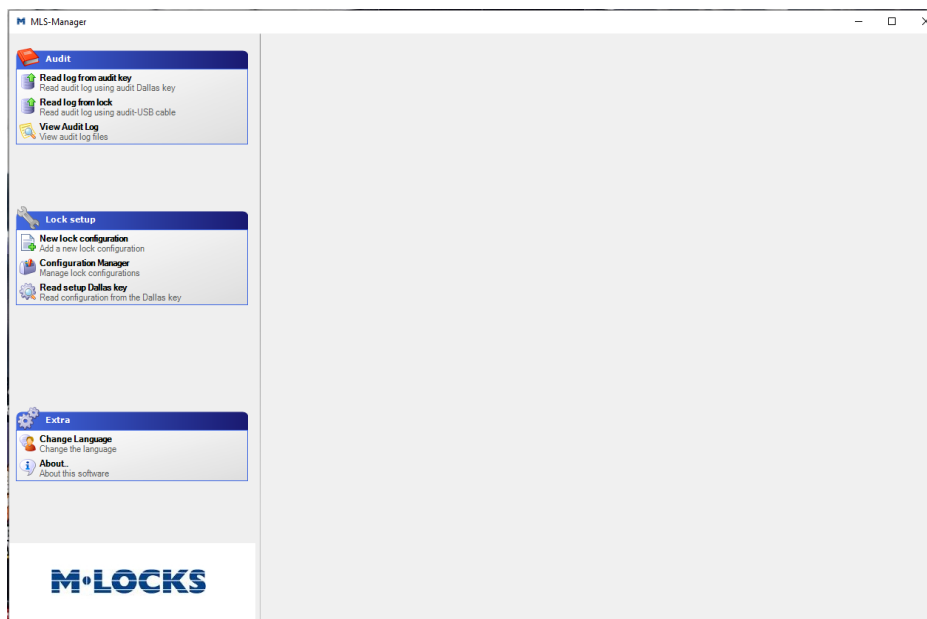 MLS-Manager
Audit
Read log from audit key
Read audit log using audit Dallas key
Read log from lock
Read audit log using audit-USB cable
View Audit Log
View audit log files
Lock setup
New lock configuration
Add a new lock configuration
Configuration Manager
Manage lock configurations
Read setup Dallas key
Read configuration from the Dallas key
Extra
Change Language
Change the language
About..
About this software
M•LOCKS